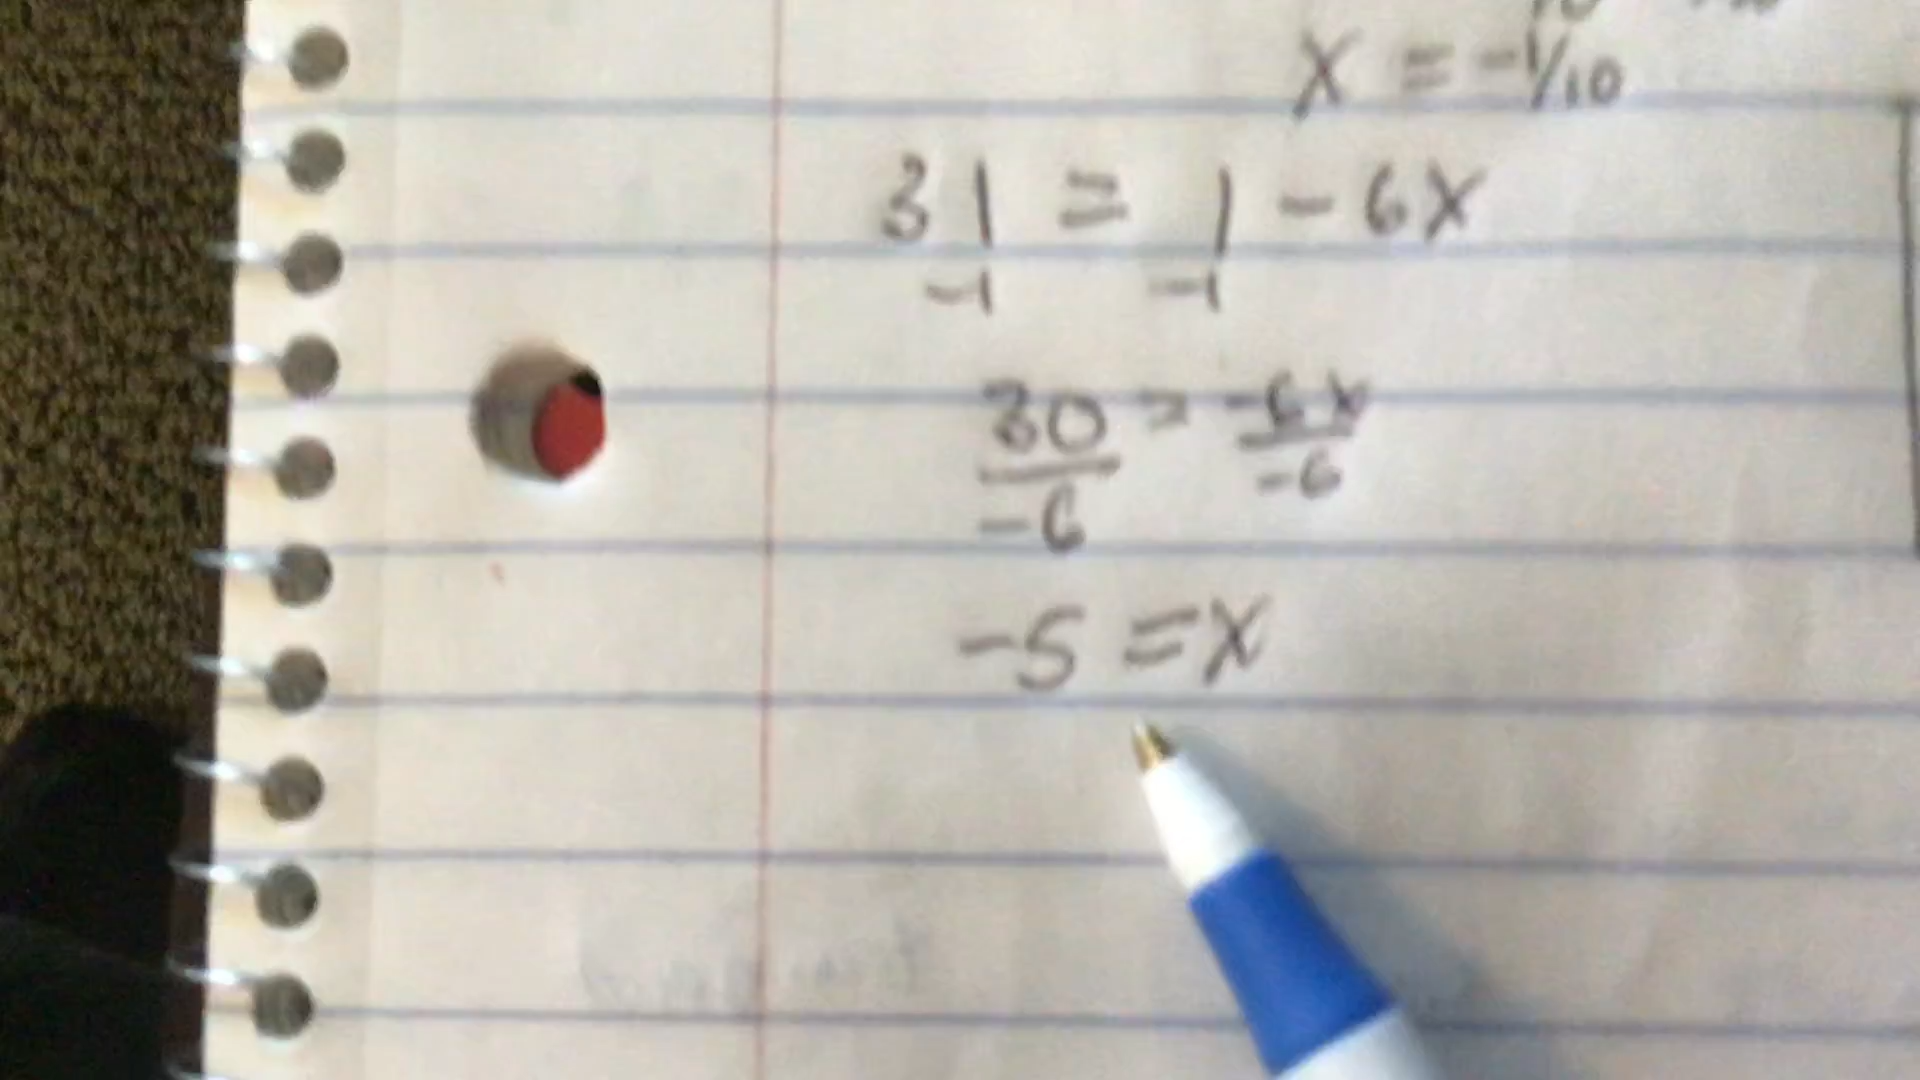 X = -1/10
31 = 1 - 6X
-1 -1
30 = -6X
-6 -6
-5 = X